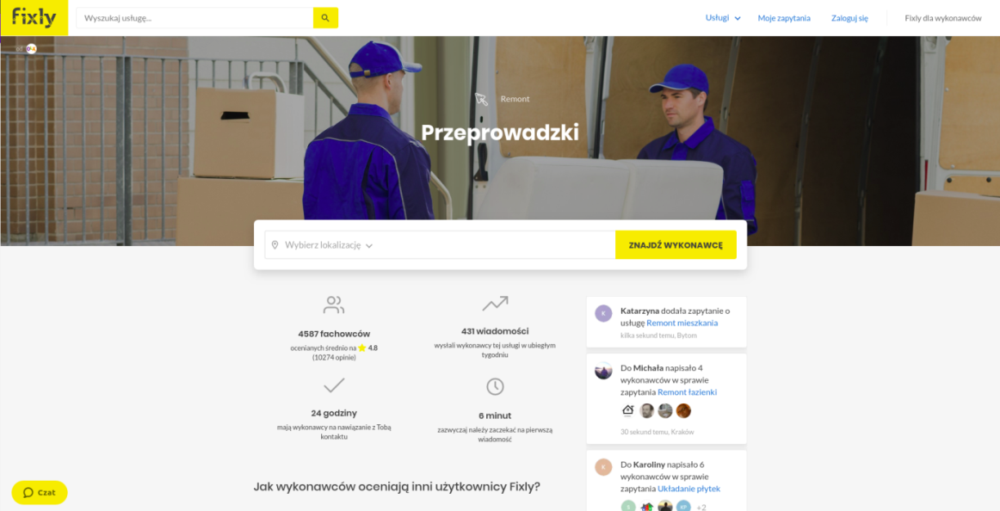 fixly
Wyszukaj usługę...
Usługi
Moje zapytania
Zaloguj się
Fixly dla wykonawców
Remont
Przeprowadzki
Wybierz lokalizację
ZNAJDŹ WYKONAWCĘ
4587 fachowców
ocenianych średnio na 4.8
(10274 opinie)
431 wiadomości
wysłali wykonawcy tej usługi w ubiegłym
tygodniu
24 godziny
mają wykonawcy na nawiązanie z Tobą
kontaktu
6 minut
zazwyczaj należy zaczekać na pierwszą
wiadomość
Jak wykonawców oceniają inni użytkownicy Fixly?
K
Katarzyna dodała zapytanie o
usługę Remont mieszkania
kilka sekund temu, Bytom
Do Michała napisało 4
wykonawców w sprawie
zapytania Remont łazienki
30 sekund temu, Kraków
K
Do Karoliny napisało 6
wykonawców w sprawie
zapytania Układanie płytek
+2
Czat